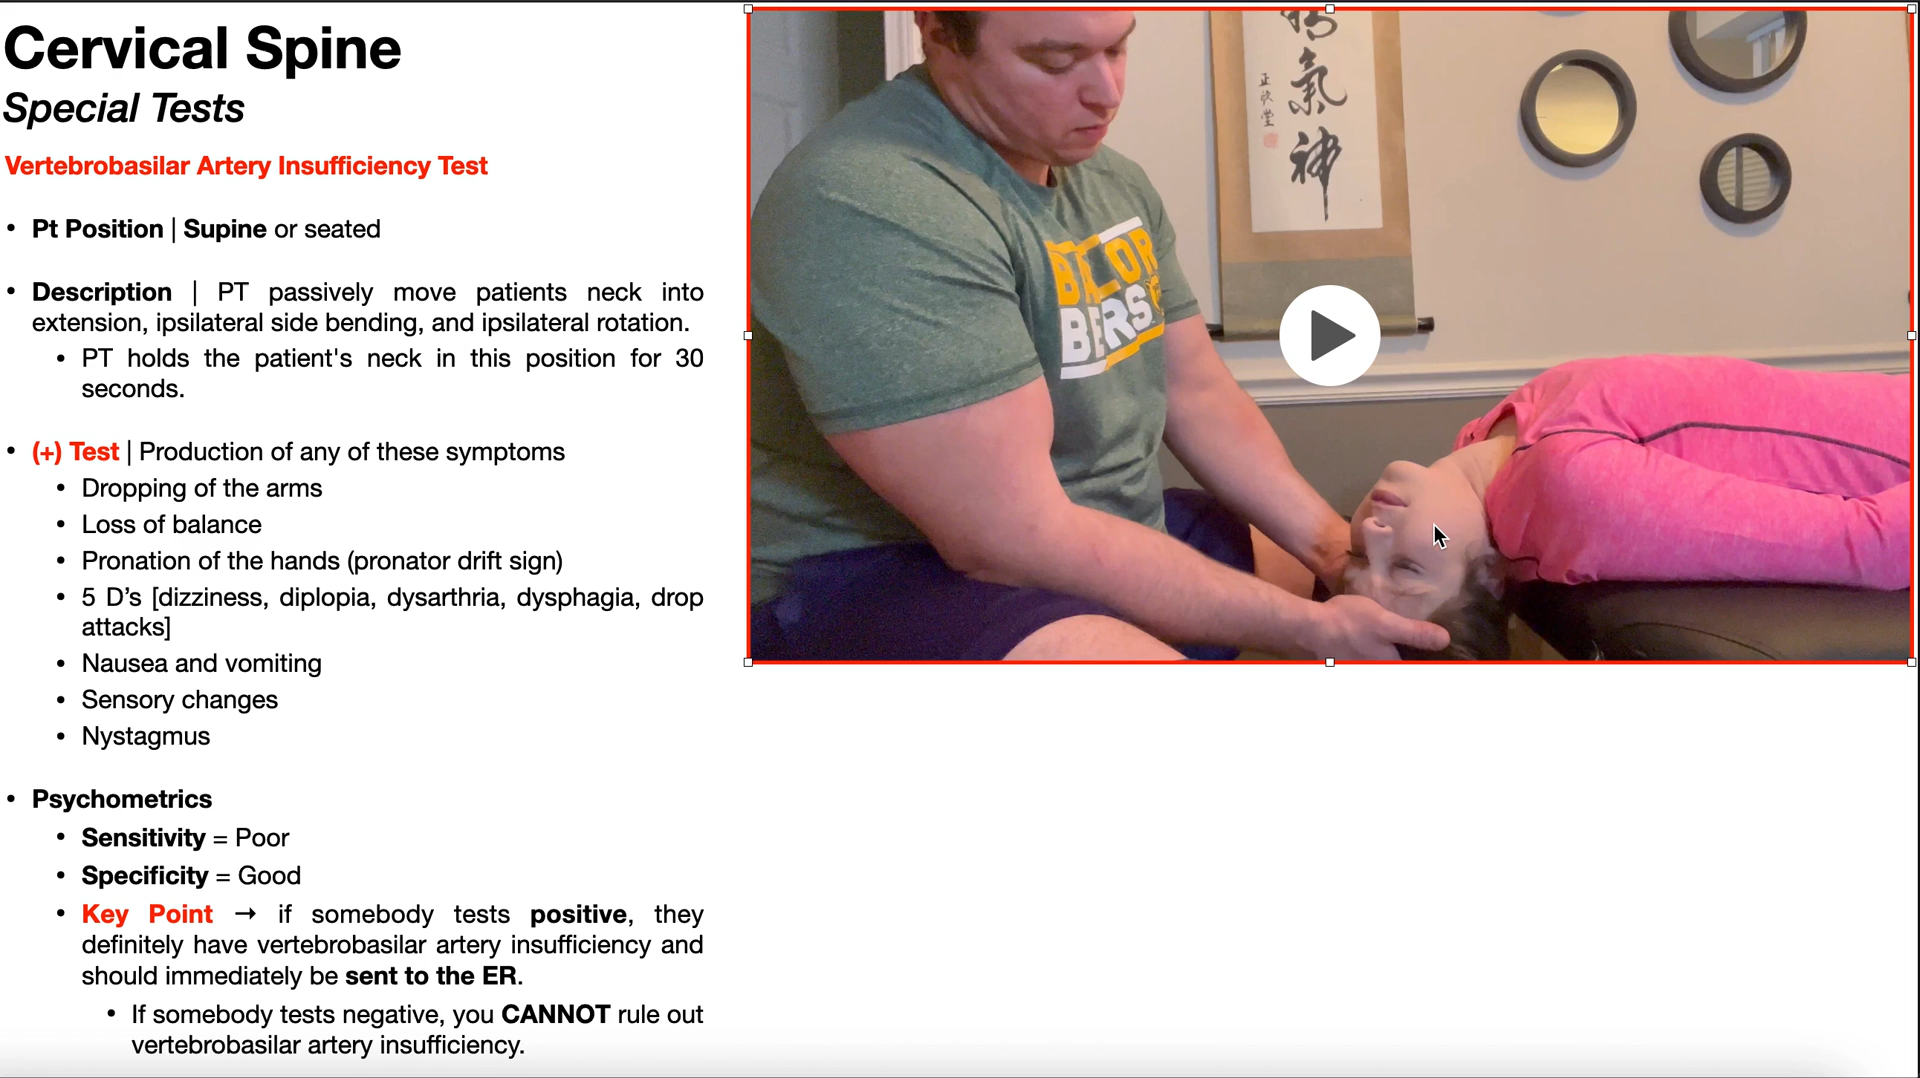 Cervical Spine
Special Tests
Vertebrobasilar Artery Insufficiency Test
• Pt Position | Supine or seated
• Description | PT passively move patients neck into
extension, ipsilateral side bending, and ipsilateral rotation.
• PT holds the patient's neck in this position for 30
seconds.
• (+) Test | Production of any of these symptoms
• Dropping of the arms
• Loss of balance
• Pronation of the hands (pronator drift sign)
• 5 D’s [dizziness, diplopia, dysarthria, dysphagia, drop
attacks]
• Nausea and vomiting
• Sensory changes
• Nystagmus
• Psychometrics
• Sensitivity = Poor
• Specificity = Good
• Key Point → if somebody tests positive, they
definitely have vertebrobasilar artery insufficiency and
should immediately be sent to the ER.
• If somebody tests negative, you CANNOT rule out
vertebrobasilar artery insufficiency.
氣
神